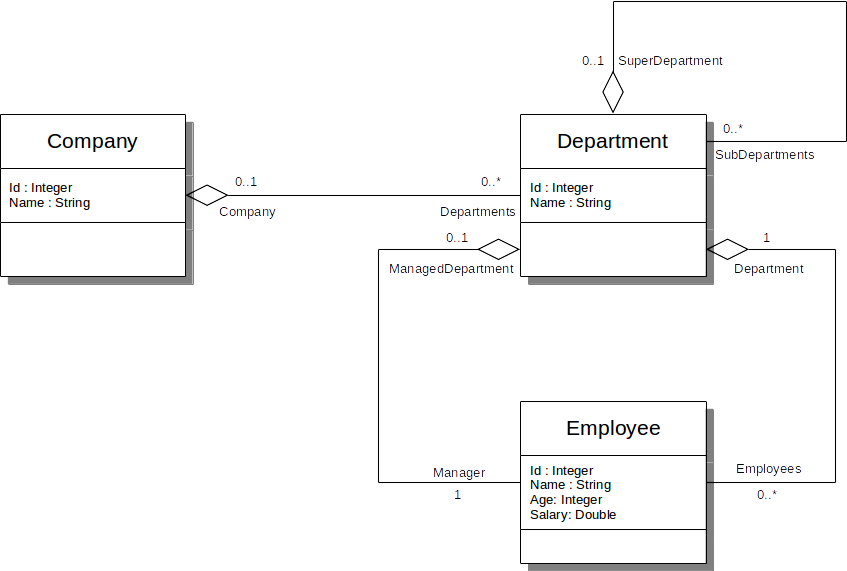 0..1
SuperDepartment
Company
Department
0..*
SubDepartments
Id : Integer
Name : String
0..1
Company
0..*
Departments
Id : Integer
Name : String
0..1
ManagedDepartment
1
Department
Employee
Manager
1
Id : Integer
Name : String
Age: Integer
Salary: Double
Employees
0..*